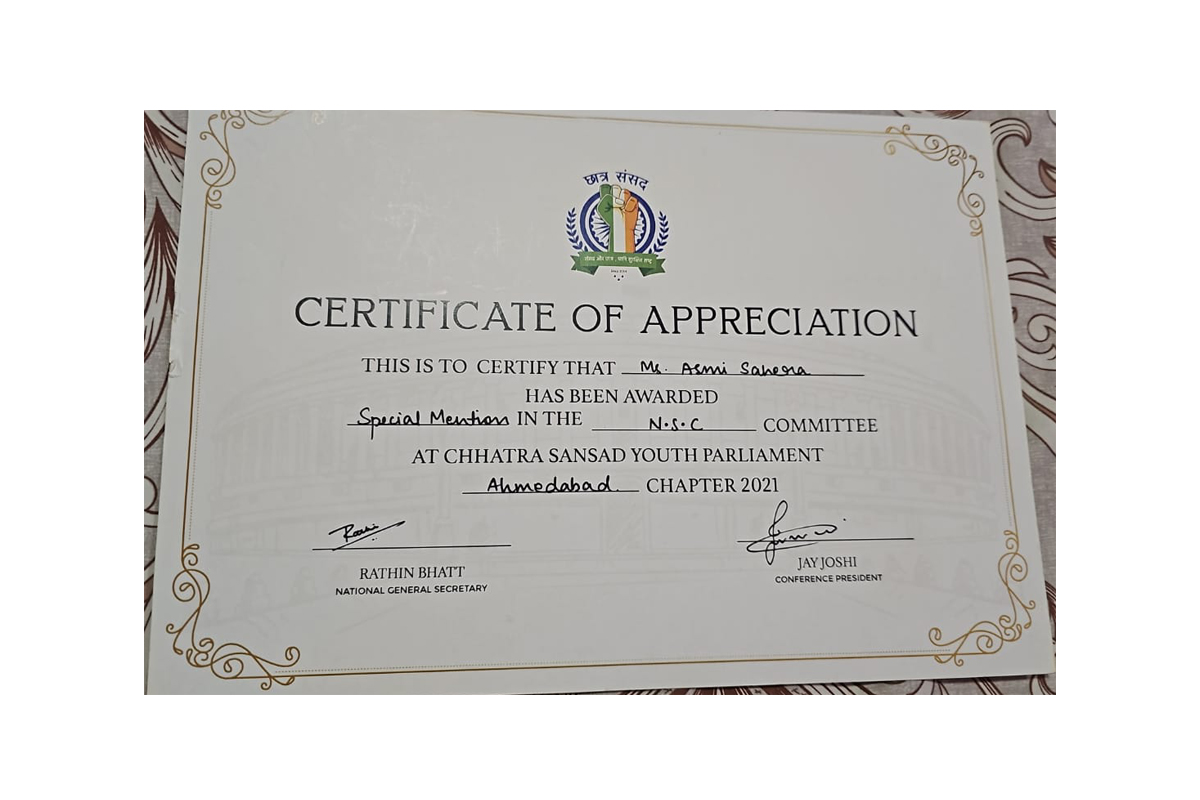 छात्र संसद
CERTIFICATE OF APPRECIATION
THIS IS TO CERTIFY THAT Ms. Asmi Sahera
HAS BEEN AWARDED
Special Mention IN THE N.S.C COMMITTEE
AT CHHATRA SANSAD YOUTH PARLIAMENT
Ahmedabad. CHAPTER 2021
RATHIN BHATT
NATIONAL GENERAL SECRETARY
JAY JOSHI
CONFERENCE PRESIDENT